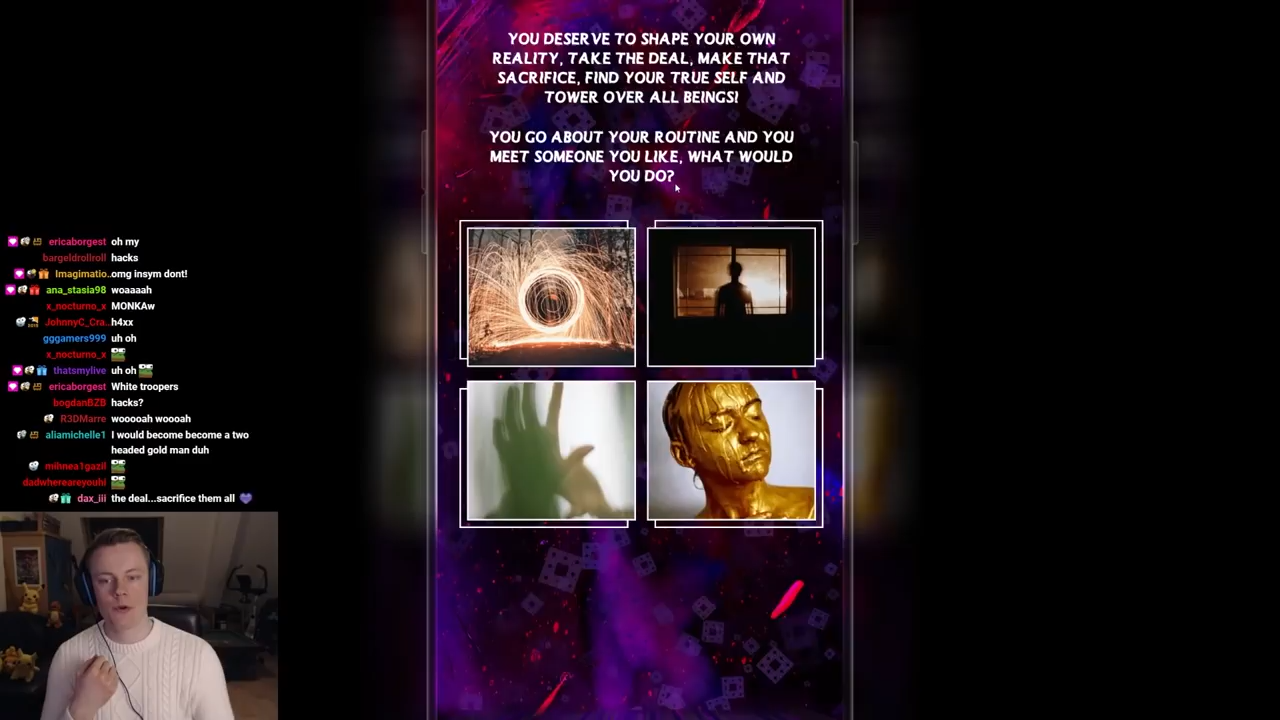 YOU DESERVE TO SHAPE YOUR OWN
REALITY, TAKE THE DEAL, MAKE THAT
SACRIFICE, FIND YOUR TRUE SELF AND
TOWER OVER ALL BEINGS!
YOU GO ABOUT YOUR ROUTINE AND YOU
MEET SOMEONE YOU LIKE, WHAT WOULD
YOU DO?
ericaborgest oh my
bargeldrollroll hacks
Imaginatio.. omg insym dont!
ana_stasia98 woaaaah
x_nocturno_x MONKAw
JohnnyC_Cra.. h4xx
gggamers999 uh oh
x_nocturno_x
thatsmylive uh oh
ericaborgest White troopers
bogdanBZB hacks?
R3DMarre wooooah woooah
aliamichelle1 I would become become a two
headed gold man duh
mihnea1gazil
dadwhereareyouhi
dax_iii the deal...sacrifice them all